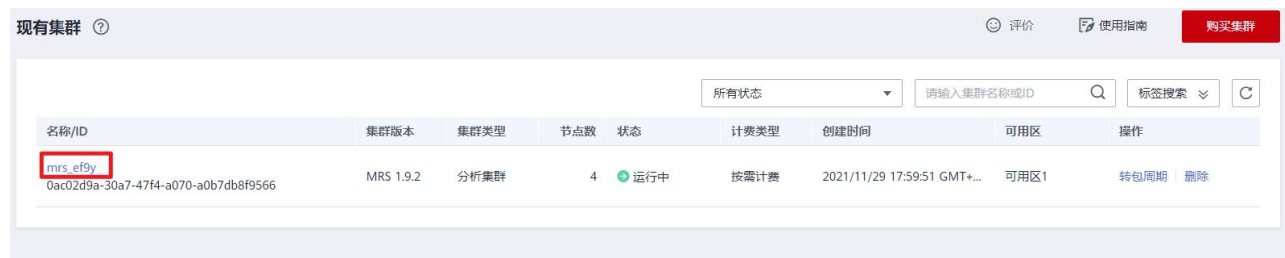 现有集群 ? 评价 使用指南 购买集群
所有状态 请输入集群名称或ID 标签搜索
名称/ID 集群版本 集群类型 节点数 状态 计费类型 创建时间 可用区 操作
mrs_ef9y
0ac02d9a-30a7-47f4-a070-a0b7db8f9566 MRS 1.9.2 分析集群 4 运行中 按需计费 2021/11/29 17:59:51 GMT+... 可用区1 转包周期 删除